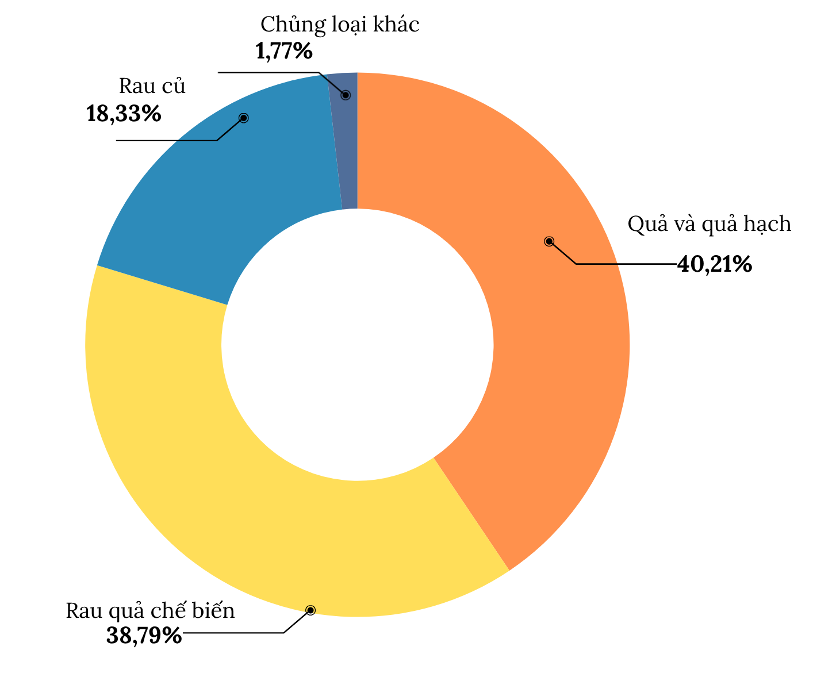 Chủng loại khác
1,77%
Rau củ
18,33%
Quả và quả hạch
40,21%
Rau quả chế biến
38,79%